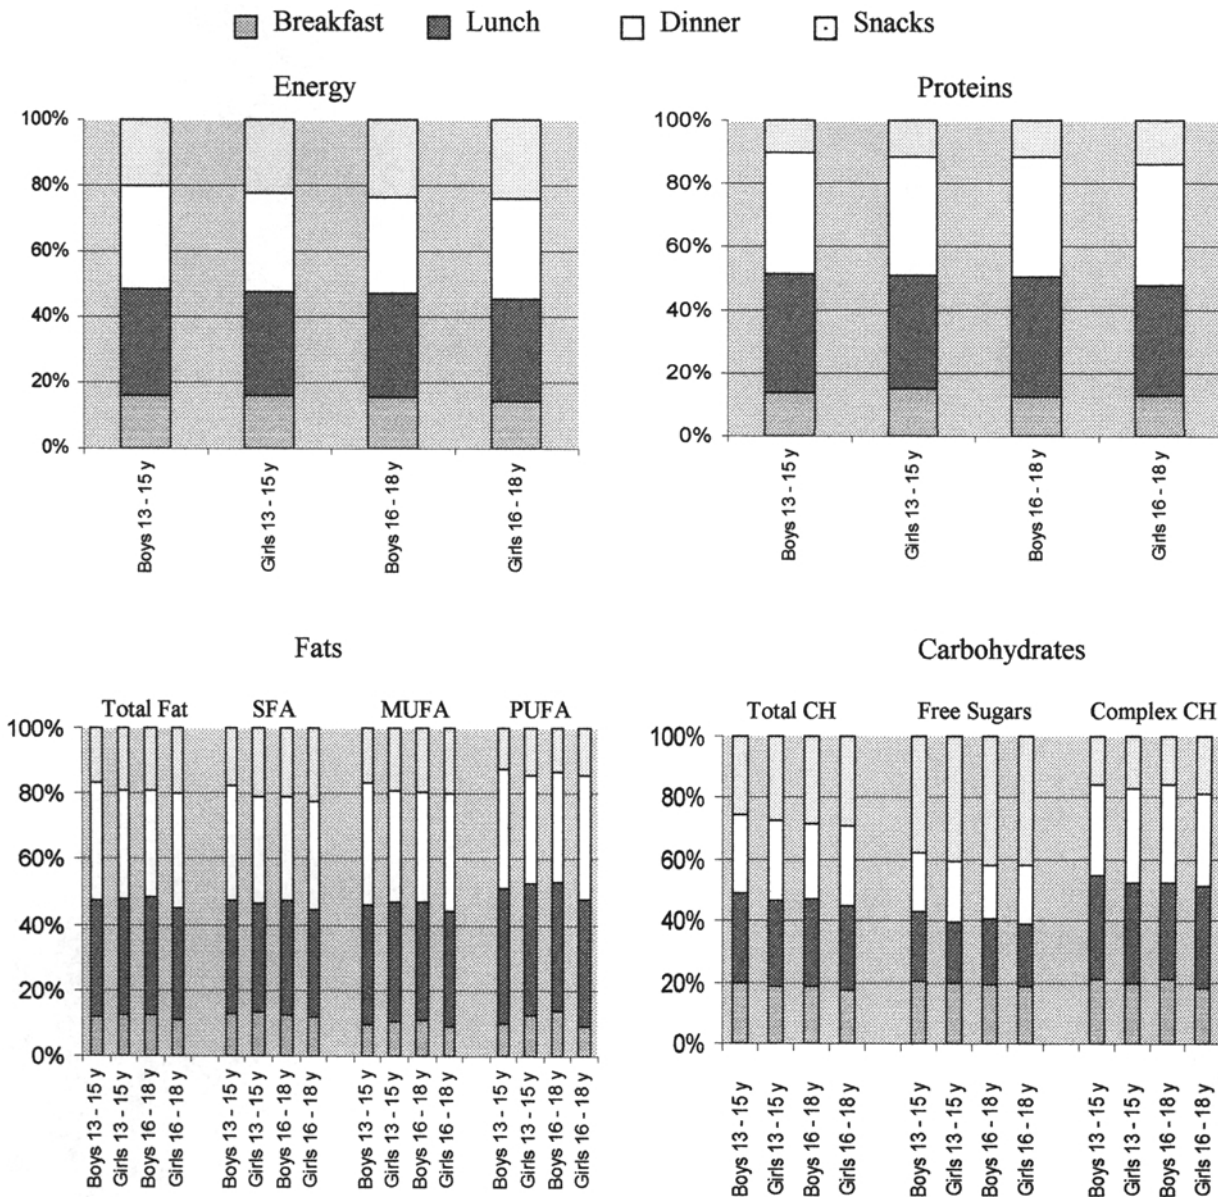 Breakfast Lunch Dinner Snacks
Energy
100%
80%
60%
40%
20%
0%
Boys 13 - 15 y
Girls 13 - 15 y
Boys 16 - 18 y
Girls 16 - 18 y
Proteins
100%
80%
60%
40%
20%
0%
Boys 13 - 15 y
Girls 13 - 15 y
Boys 16 - 18 y
Girls 16 - 18 y
Fats
Total Fat SFA MUFA PUFA
100%
80%
60%
40%
20%
0%
Boys 13 - 15 y
Girls 13 - 15 y
Boys 16 - 18 y
Girls 16 - 18 y
Boys 13 - 15 y
Girls 13 - 15 y
Boys 16 - 18 y
Girls 16 - 18 y
Boys 13 - 15 y
Girls 13 - 15 y
Boys 16 - 18 y
Girls 16 - 18 y
Boys 13 - 15 y
Girls 13 - 15 y
Boys 16 - 18 y
Girls 16 - 18 y
Carbohydrates
Total CH Free Sugars Complex CH
100%
80%
60%
40%
20%
0%
Boys 13 - 15 y
Girls 13 - 15 y
Boys 16 - 18 y
Girls 16 - 18 y
Boys 13 - 15 y
Girls 13 - 15 y
Boys 16 - 18 y
Girls 16 - 18 y
Boys 13 - 15 y
Girls 13 - 15 y
Boys 16 - 18 y
Girls 16 - 18 y